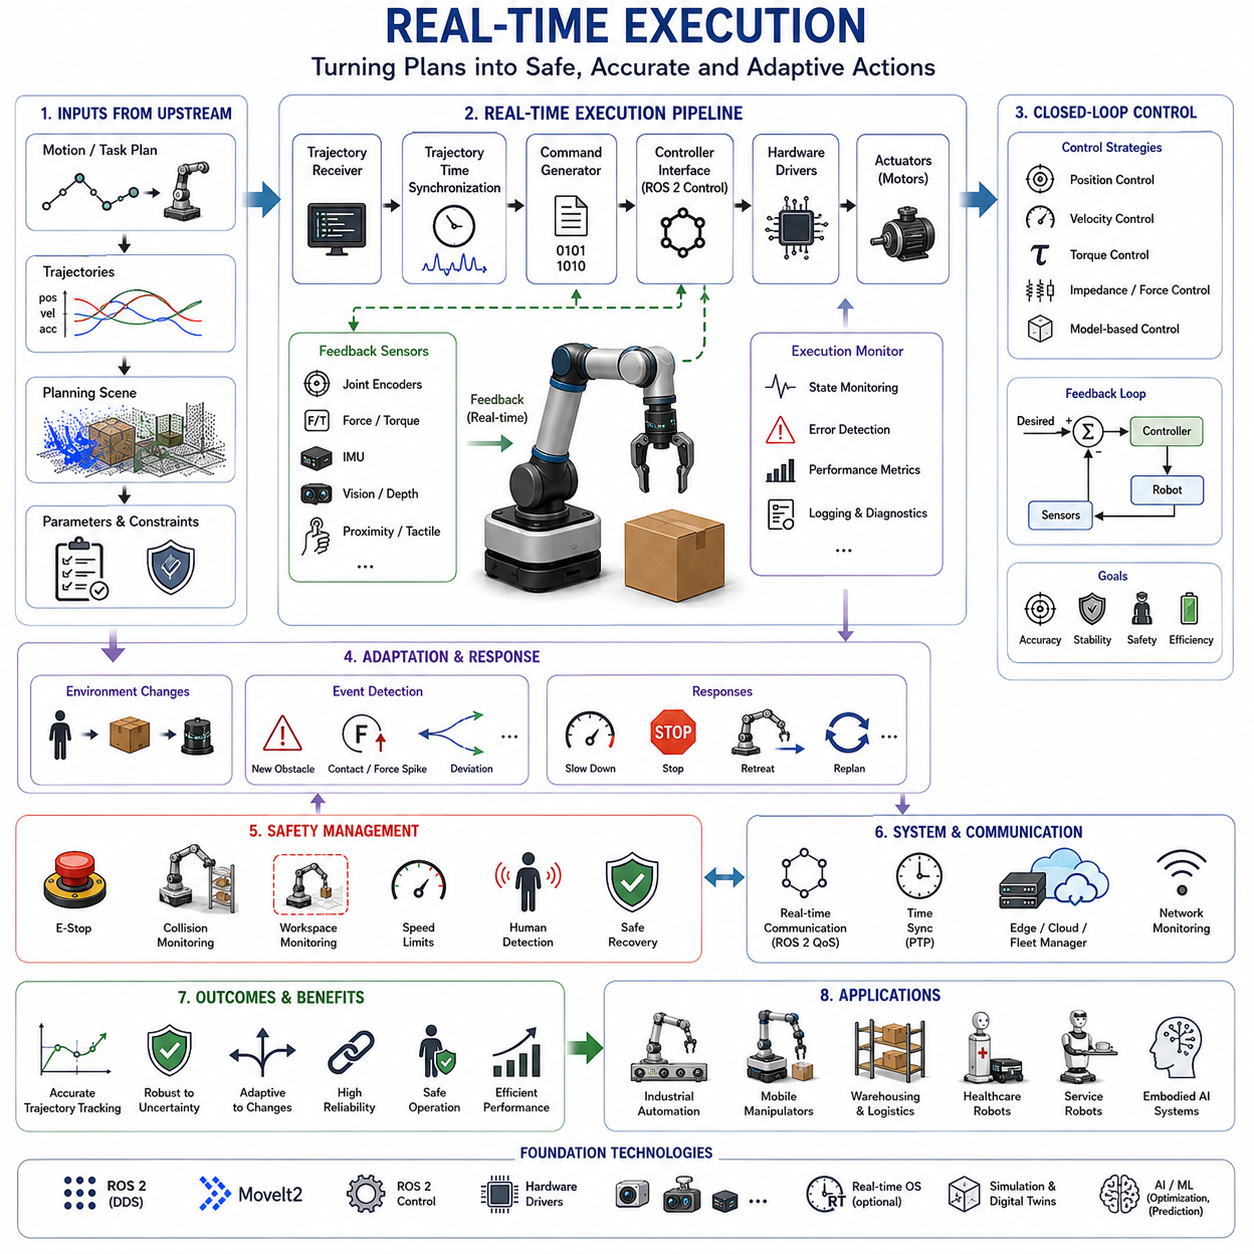 REAL-TIME EXECUTION
Turning Plans into Safe, Accurate and Adaptive Actions
1. INPUTS FROM UPSTREAM
Motion / Task Plan
Trajectories
pos
vel
acc
Planning Scene
Parameters & Constraints
2. REAL-TIME EXECUTION PIPELINE
Trajectory
Receiver
Trajectory
Time
Synchronization
Command
Generator
0101
1010
Controller
Interface
(ROS 2 Control)
Hardware
Drivers
Actuators
(Motors)
Feedback Sensors
Joint Encoders
F/T
Force / Torque
IMU
Vision / Depth
Proximity / Tactile
...
Feedback
(Real-time)
Execution Monitor
State Monitoring
Error Detection
Performance Metrics
Logging & Diagnostics
...
3. CLOSED-LOOP CONTROL
Control Strategies
Position Control
Velocity Control
τ
Torque Control
Impedance / Force Control
Model-based Control
Feedback Loop
Desired
+
Σ
-
Controller
Robot
Sensors
Goals
Accuracy
Stability
Safety
Efficiency
4. ADAPTATION & RESPONSE
Environment Changes
Event Detection
New Obstacle
F
Contact / Force Spike
Deviation
...
Responses
Slow Down
STOP
Stop
Retreat
Replan
...
5. SAFETY MANAGEMENT
E-Stop
Collision
Monitoring
Workspace
Monitoring
Speed
Limits
Human
Detection
Safe
Recovery
6. SYSTEM & COMMUNICATION
Real-time
Communication
(ROS 2 QoS)
Time
Sync
(PTP)
Edge / Cloud /
Fleet Manager
Network
Monitoring
7. OUTCOMES & BENEFITS
Accurate
Trajectory Tracking
Robust to
Uncertainty
Adaptive
to Changes
High
Reliability
Safe
Operation
Efficient
Performance
8. APPLICATIONS
Industrial
Automation
Mobile
Manipulators
Warehousing
& Logistics
Healthcare
Robots
Service
Robots
Embodied AI
Systems
FOUNDATION TECHNOLOGIES
ROS 2
(DDS)
MoveIt2
ROS 2
Control
Hardware
Drivers
...
RT
Real-time OS
(optional)
Simulation &
Digital Twins
AI / ML
(Optimization,
(Prediction)